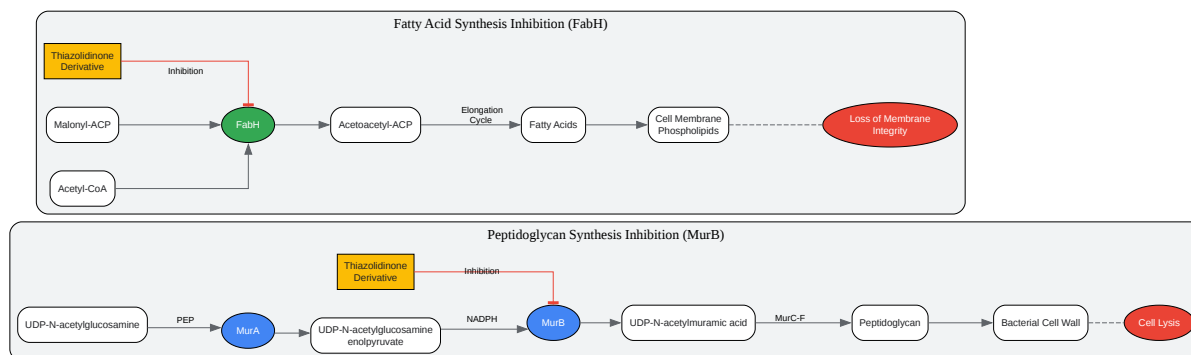 Fatty Acid Synthesis Inhibition (FabH)
Thiazolidinone
Derivative
Inhibition
Malonyl-ACP
FabH
Acetoacetyl-ACP
Elongation
Cycle
Fatty Acids
Cell Membrane
Phospholipids
Loss of Membrane
Integrity
Acetyl-CoA
Peptidoglycan Synthesis Inhibition (MurB)
Thiazolidinone
Derivative
Inhibition
UDP-N-acetylglucosamine
PEP
MurA
UDP-N-acetylglucosamine
enolpyruvate
NADPH
MurB
UDP-N-acetylmuramic acid
MurC-F
Peptidoglycan
Bacterial Cell Wall
Cell Lysis